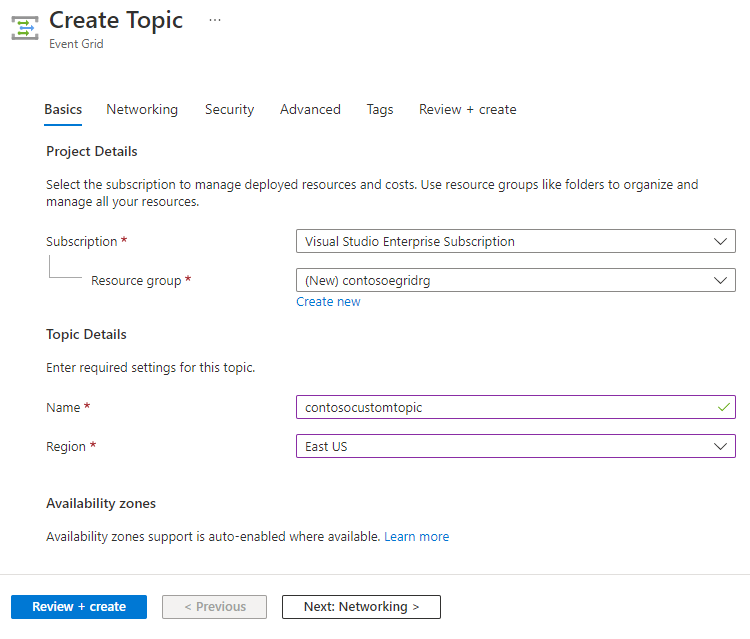 Create Topic ...
Event Grid
Basics Networking Security Advanced Tags Review + create
Project Details
Select the subscription to manage deployed resources and costs. Use resource groups like folders to organize and
manage all your resources.
Subscription * Visual Studio Enterprise Subscription
Resource group * (New) contosoegridrg
Create new
Topic Details
Enter required settings for this topic.
Name * contosocustomtopic
Region * East US
Availability zones
Availability zones support is auto-enabled where available. Learn more
Review + create < Previous Next: Networking >